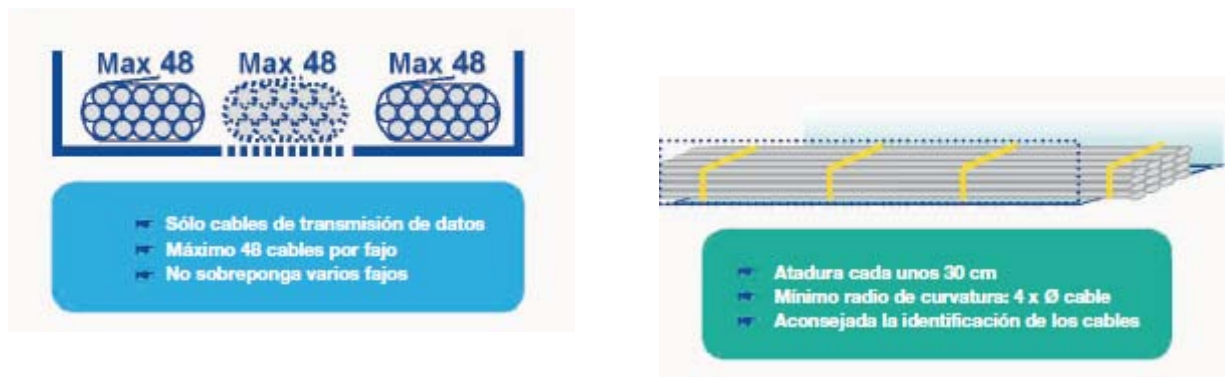 Max 48 Max 48 Max 48
Sólo cables de transmisión de datos
Máximo 48 cables por fajo
No sobreponga varios fajos
Atadura cada unos 30 cm
Mínimo radio de curvatura: 4 x Ø cable
Aconsejada la identificación de los cables